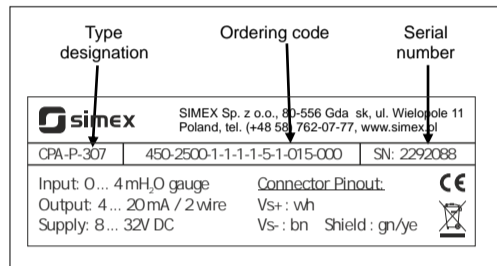 Type designation
Ordering code
Serial number
simex
SIMEX Sp. z o.o., 80-556 Gda sk, ul. Wielopole 11
Poland, tel. (+48 58) 762-07-77, www.simex.pl
CPA-P-307
450-2500-1-1-1-1-5-1-015-000
SN: 2292088
Input: 0... 4 mH₂O gauge
Output: 4... 20mA / 2 wire
Supply: 8... 32V DC
Connector Pinout:
Vs+: wh
Vs-: bn Shield : gn/ye
CE